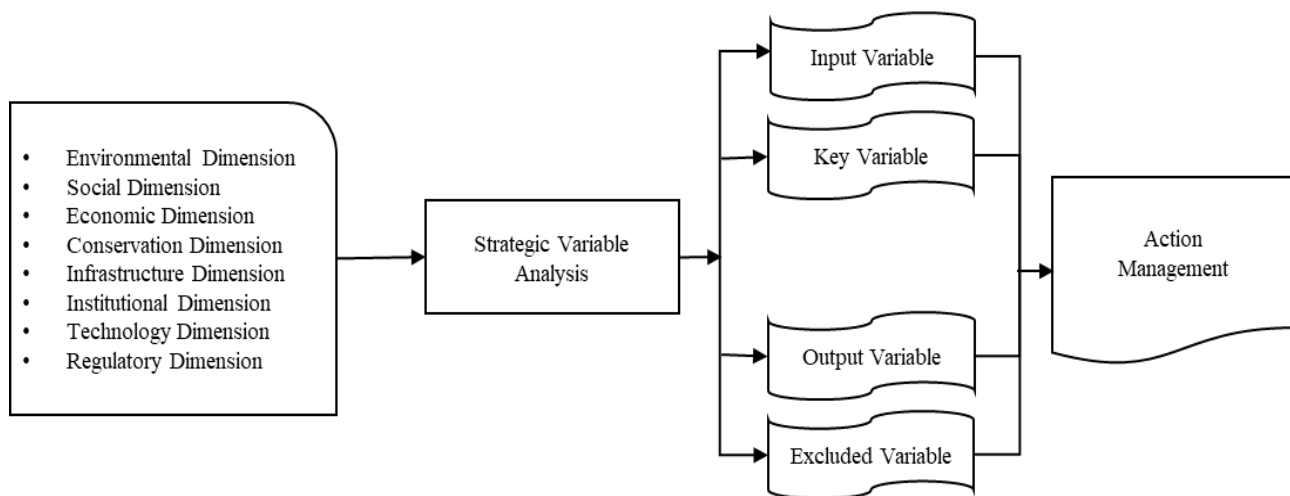 • Environmental Dimension
• Social Dimension
• Economic Dimension
• Conservation Dimension
• Infrastructure Dimension
• Institutional Dimension
• Technology Dimension
• Regulatory Dimension
Strategic Variable
Analysis
Input Variable
Key Variable
Output Variable
Excluded Variable
Action
Management